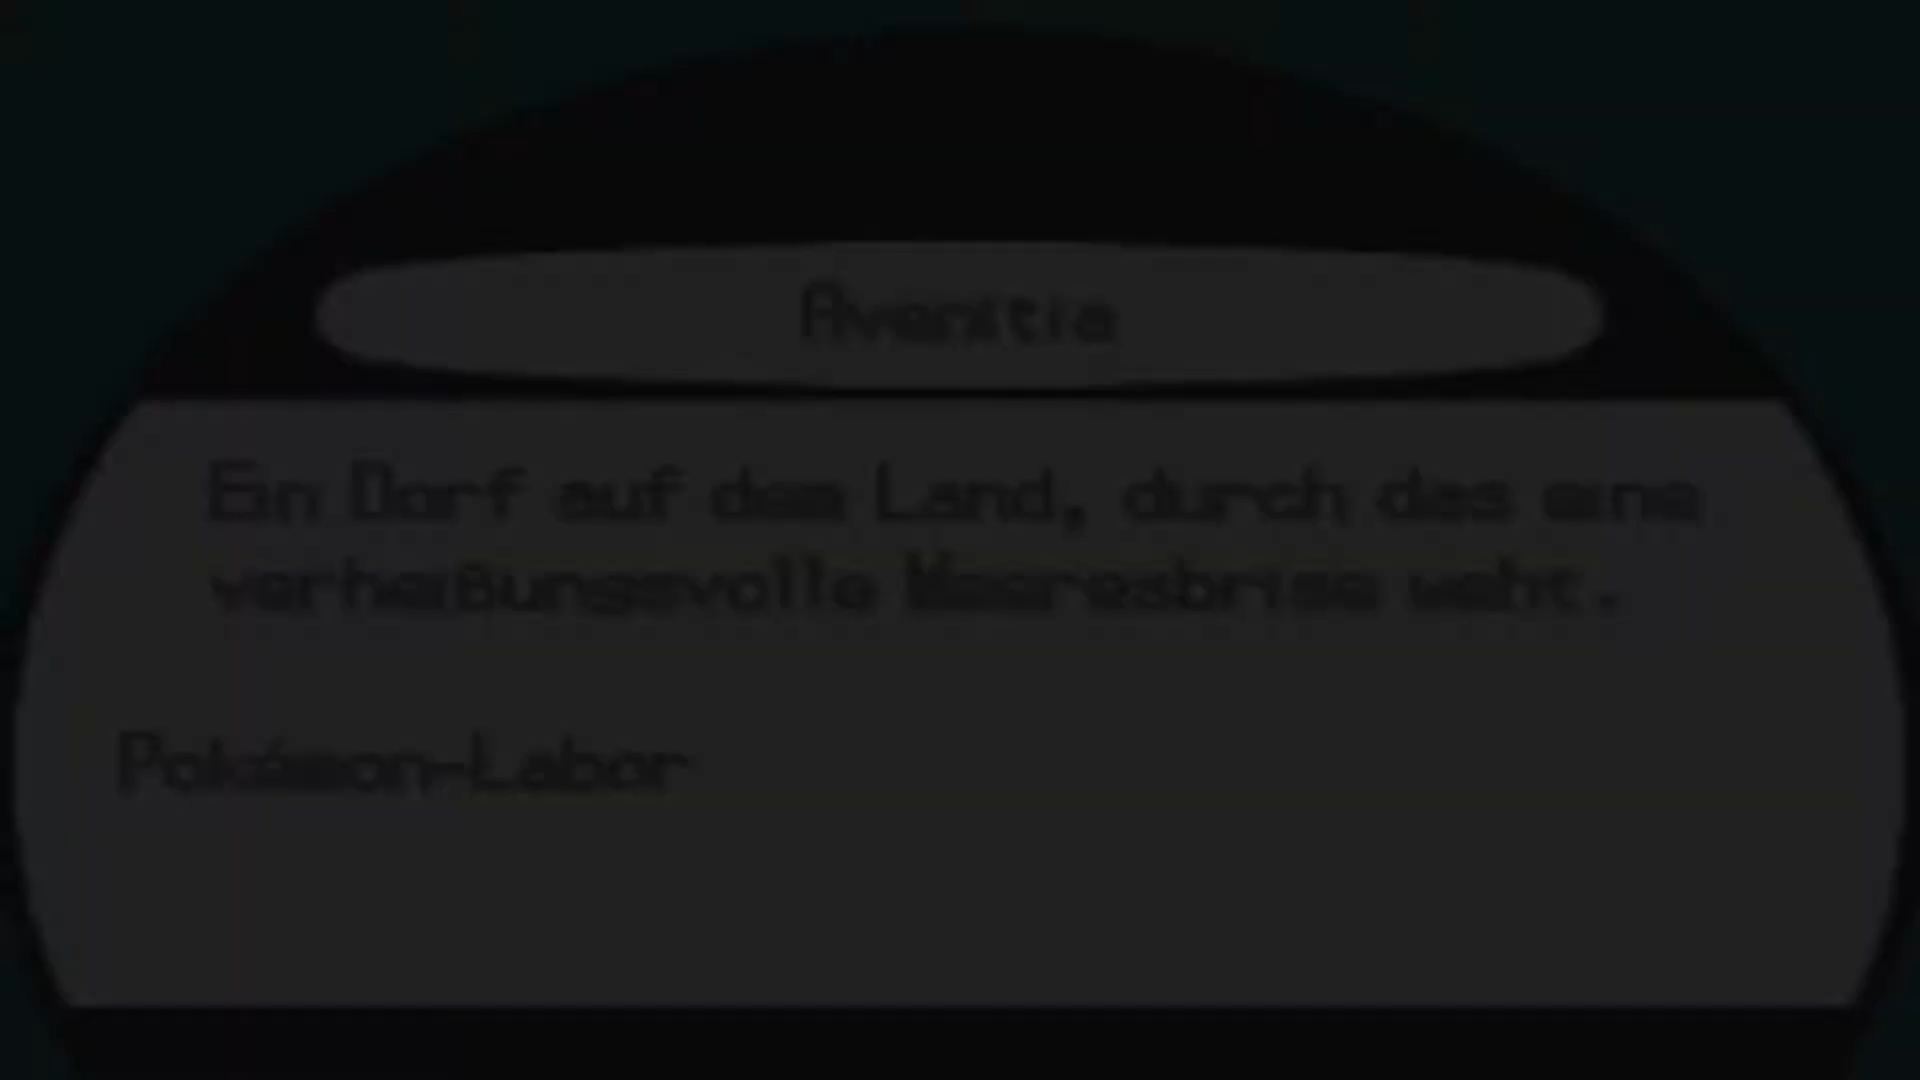 Avenitia
Ein Dorf auf dem Land, durch das eine
verheißungsvolle Meeresbrise weht.
Pokémon-Labor